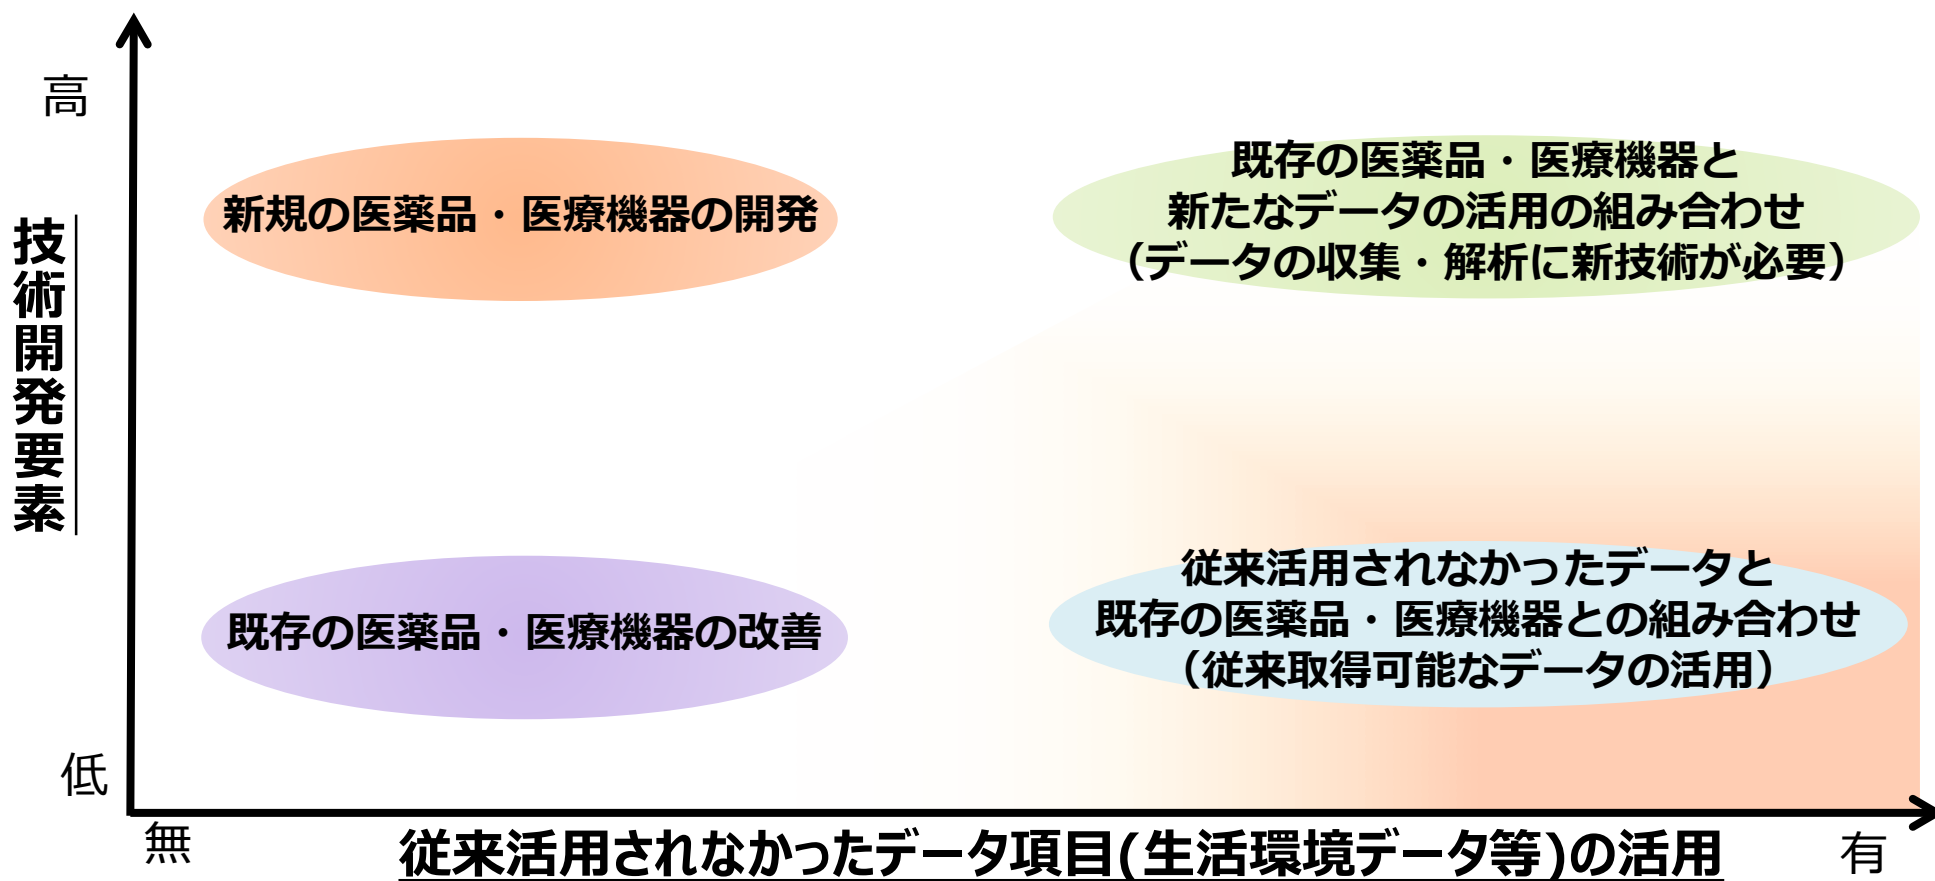 高
技術開発要素
低
新規の医薬品・医療機器の開発
既存の医薬品・医療機器と
新たなデータの活用の組み合わせ
（データの収集・解析に新技術が必要）
既存の医薬品・医療機器の改善
従来活用されなかったデータと
既存の医薬品・医療機器との組み合わせ
（従来取得可能なデータの活用）
無
従来活用されなかったデータ項目(生活環境データ等)の活用
有